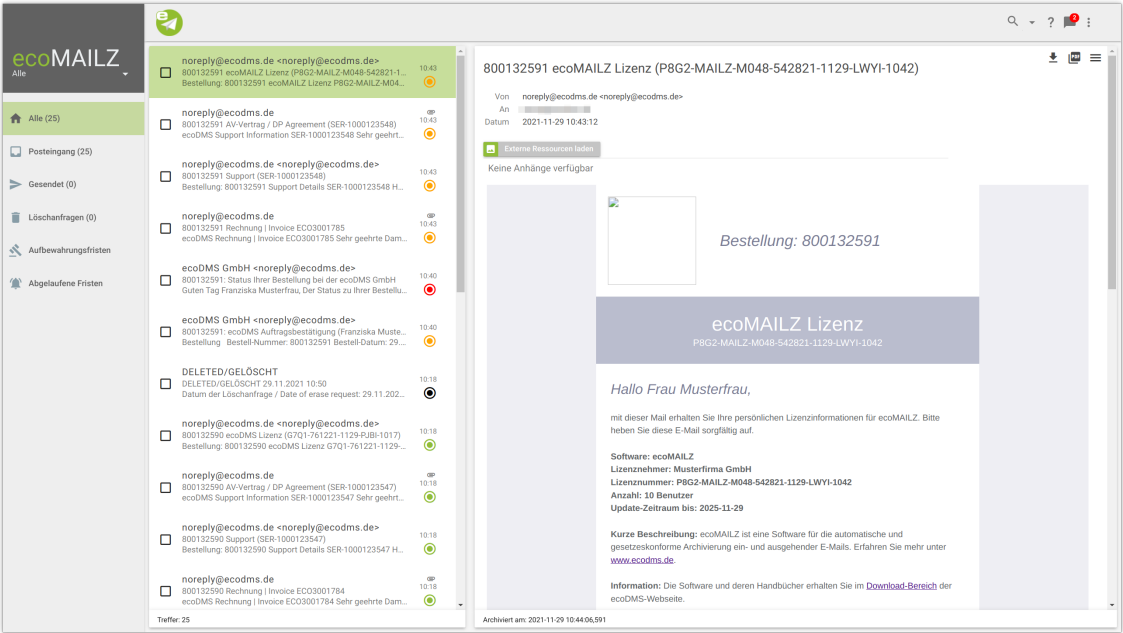 ecoMAILZ
Alle
?
2
Alle (25)
Posteingang (25)
Gesendet (0)
Löschanfragen (0)
Aufbewahrungsfristen
Abgelaufene Fristen
noreply@ecodms.de <noreply@ecodms.de>
800132591 ecoMAILZ Lizenz (P8G2-MAILZ-M048-542821-1...
10:43
Bestellung: 800132591 ecoMAILZ Lizenz P8G2-MAILZ-M04...
noreply@ecodms.de
800132591 AV-Vertrag / DP Agreement (SER-1000123548)
10:43
ecoDMS Support Information SER-1000123548 Sehr geehrt...
noreply@ecodms.de <noreply@ecodms.de>
800132591 Support (SER-1000123548)
10:43
Bestellung: 800132591 Support Details SER-1000123548 H...
noreply@ecodms.de
800132591 Rechnung | Invoice ECO3001785
10:43
ecoDMS Rechnung | Invoice ECO3001785 Sehr geehrte Dam...
ecoDMS GmbH <noreply@ecodms.de>
800132591: Status Ihrer Bestellung bei der ecoDMS GmbH
10:40
Guten Tag Franziska Musterfrau, Der Status zu Ihrer Bestellu...
ecoDMS GmbH <noreply@ecodms.de>
800132591: ecoDMS Auftragsbestätigung (Franziska Muste...
10:40
Bestellung Bestell-Nummer: 800132591 Bestell-Datum: 29....
DELETED/GELÖSCHT
DELETED/GELÖSCHT 29.11.2021 10:50
10:18
Datum der Löschanfrage / Date of erase request: 29.11.202...
noreply@ecodms.de <noreply@ecodms.de>
800132590 ecoDMS Lizenz (G7Q1-761221-1129-PJBI-1017)
10:18
Bestellung: 800132590 ecoDMS Lizenz G7Q1-761221-1129-...
noreply@ecodms.de
800132590 AV-Vertrag / DP Agreement (SER-1000123547)
10:18
ecoDMS Support Information SER-1000123547 Sehr geehrt...
noreply@ecodms.de <noreply@ecodms.de>
800132590 Support (SER-1000123547)
10:18
Bestellung: 800132590 Support Details SER-1000123547 H...
noreply@ecodms.de
800132590 Rechnung | Invoice ECO3001784
10:18
ecoDMS Rechnung | Invoice ECO3001784 Sehr geehrte Dam...
Treffer: 25
800132591 ecoMAILZ Lizenz (P8G2-MAILZ-M048-542821-1129-LWYI-1042)
Von noreply@ecodms.de <noreply@ecodms.de>
An
Datum 2021-11-29 10:43:12
Externe Ressourcen laden
Keine Anhänge verfügbar
Bestellung: 800132591
ecoMAILZ Lizenz
P8G2-MAILZ-M048-542821-1129-LWYI-1042
Hallo Frau Musterfrau,
mit dieser Mail erhalten Sie Ihre persönlichen Lizenzinformationen für ecoMAILZ. Bitte
heben Sie diese E-Mail sorgfältig auf.
Software: ecoMAILZ
Lizenznehmer: Musterfirma GmbH
Lizenznummer: P8G2-MAILZ-M048-542821-1129-LWYI-1042
Anzahl: 10 Benutzer
Update-Zeitraum bis: 2025-11-29
Kurze Beschreibung: ecoMAILZ ist eine Software für die automatische und
gesetzeskonforme Archivierung ein- und ausgehender E-Mails. Erfahren Sie mehr unter
www.ecodms.de.
Information: Die Software und deren Handbücher erhalten Sie im Download-Bereich der
ecoDMS-Webseite.
Archiviert am: 2021-11-29 10:44:06,591